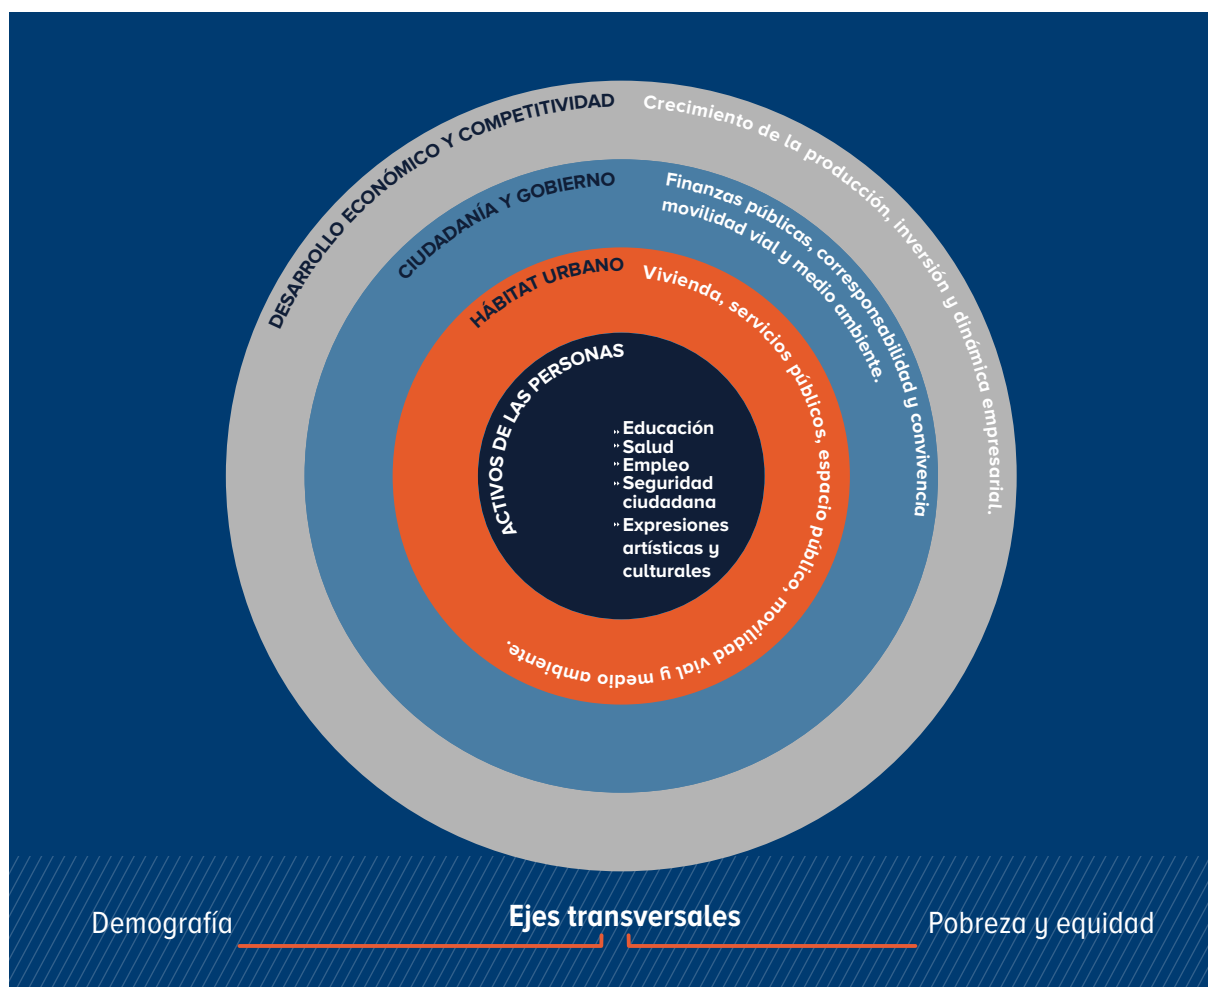 DESARROLLO ECONÓMICO Y COMPETITIVIDAD
Crecimiento de la producción, inversión y dinámica empresarial.
CIUDADANÍA Y GOBIERNO
Finanzas públicas, corresponsabilidad y convivencia
movilidad vial y medio ambiente.
HÁBITAT URBANO
Vivienda, servicios públicos, espacio público, movilidad vial y medio ambiente.
ACTIVOS DE LAS PERSONAS
Educación
Salud
Empleo
Seguridad
ciudadana
Expresiones
artísticas y
culturales
Demografía
Ejes transversales
Pobreza y equidad